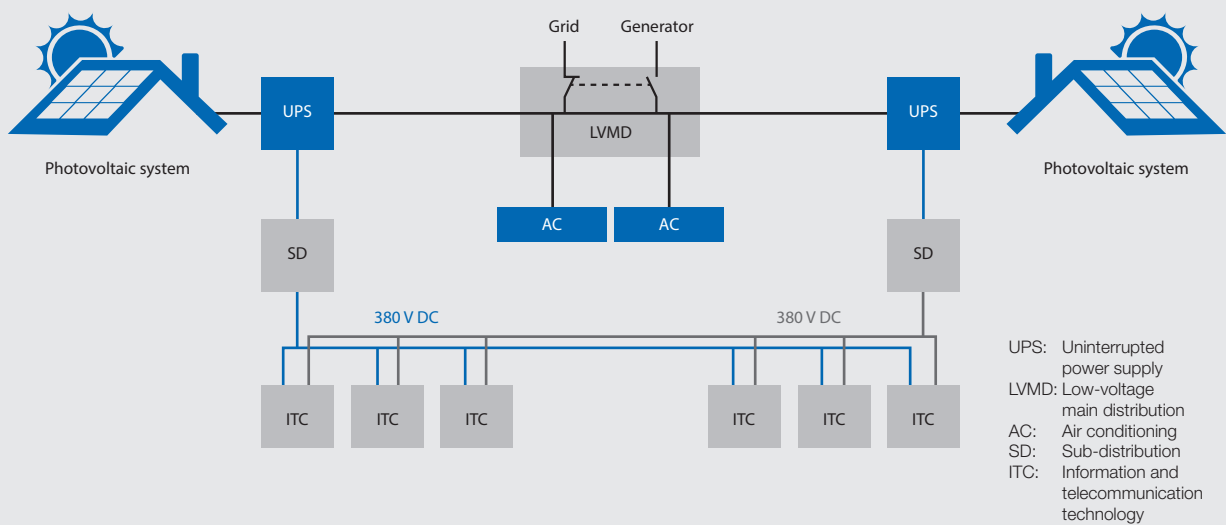 Grid
Generator
UPS
LVMD
UPS
Photovoltaic system
Photovoltaic system
AC
AC
SD
SD
380 V DC
380 V DC
ITC
ITC
ITC
ITC
ITC
ITC
UPS: Uninterrupted
power supply
LVMD: Low-voltage
main distribution
AC: Air conditioning
SD: Sub-distribution
ITC: Information and
telecommunication
technology